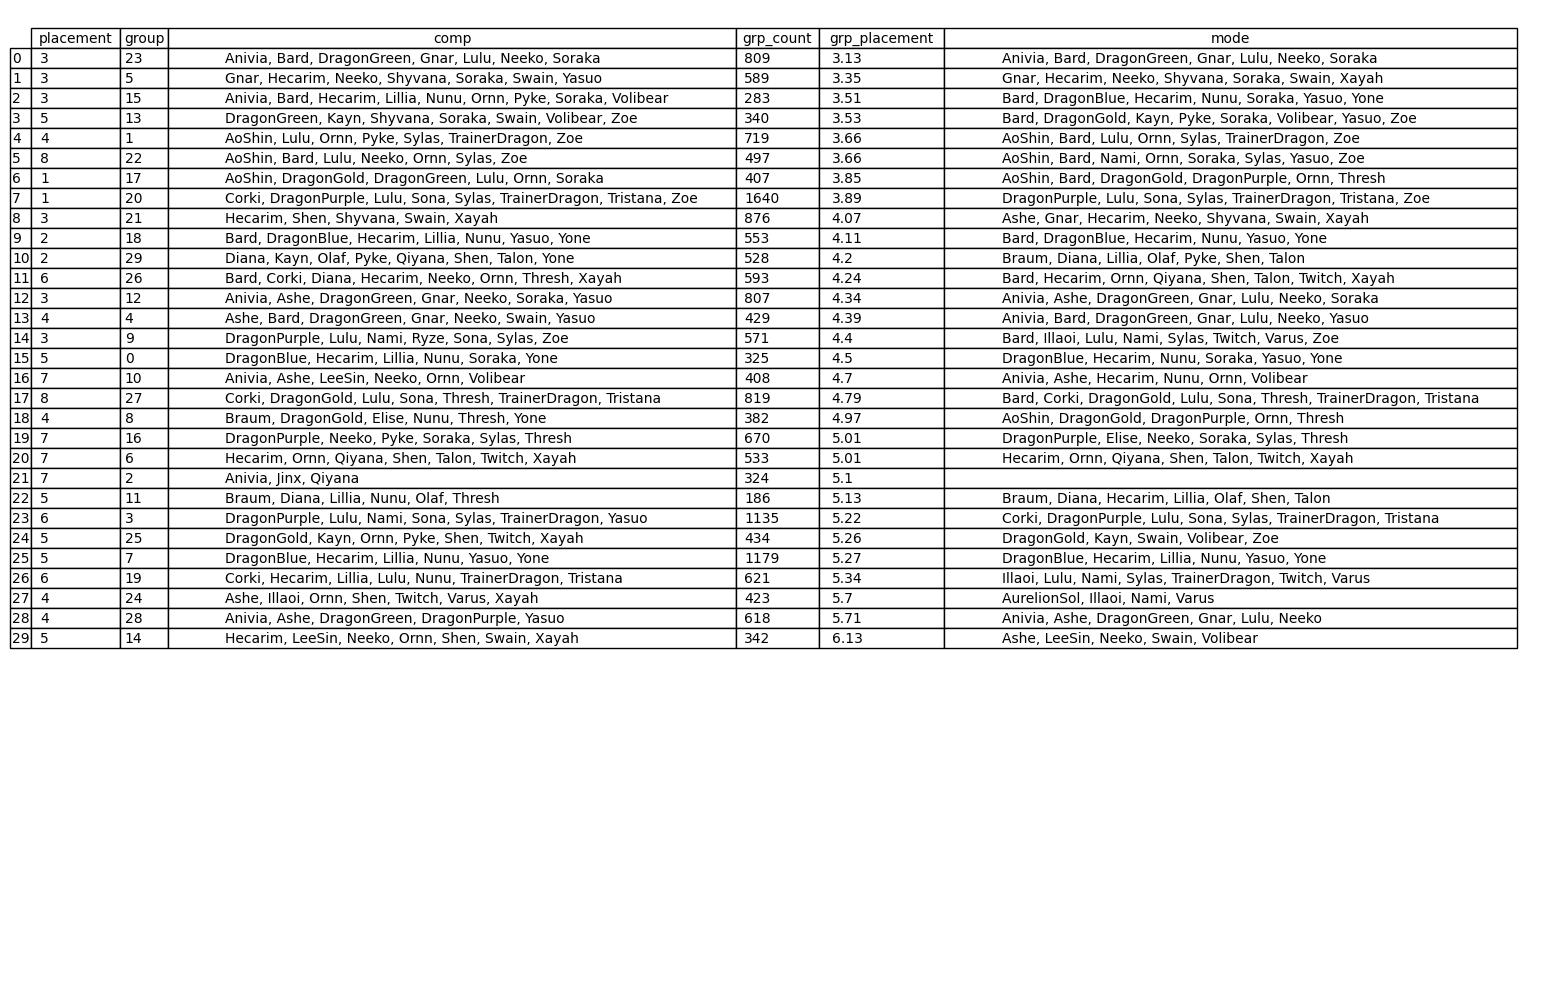 placement group comp grp_count grp_placement mode
0 3 23 Anivia, Bard, DragonGreen, Gnar, Lulu, Neeko, Soraka 809 3.13 Anivia, Bard, DragonGreen, Gnar, Lulu, Neeko, Soraka
1 3 5 Gnar, Hecarim, Neeko, Shyvana, Soraka, Swain, Yasuo 589 3.35 Gnar, Hecarim, Neeko, Shyvana, Soraka, Swain, Xayah
2 3 15 Anivia, Bard, Hecarim, Lillia, Nunu, Ornn, Pyke, Soraka, Volibear 283 3.51 Bard, DragonBlue, Hecarim, Nunu, Soraka, Yasuo, Yone
3 5 13 DragonGreen, Kayn, Shyvana, Soraka, Swain, Volibear, Zoe 340 3.53 Bard, DragonGold, Kayn, Pyke, Soraka, Volibear, Yasuo, Zoe
4 4 1 AoShin, Lulu, Ornn, Pyke, Sylas, TrainerDragon, Zoe 719 3.66 AoShin, Bard, Lulu, Ornn, Sylas, TrainerDragon, Zoe
5 8 22 AoShin, Bard, Lulu, Neeko, Ornn, Sylas, Zoe 497 3.66 AoShin, Bard, Nami, Ornn, Soraka, Sylas, Yasuo, Zoe
6 1 17 AoShin, DragonGold, DragonGreen, Lulu, Ornn, Soraka 407 3.85 AoShin, Bard, DragonGold, DragonPurple, Ornn, Thresh
7 1 20 Corki, DragonPurple, Lulu, Sona, Sylas, TrainerDragon, Tristana, Zoe 1640 3.89 DragonPurple, Lulu, Sona, Sylas, TrainerDragon, Tristana, Zoe
8 3 21 Hecarim, Shen, Shyvana, Swain, Xayah 876 4.07 Ashe, Gnar, Hecarim, Neeko, Shyvana, Swain, Xayah
9 2 18 Bard, DragonBlue, Hecarim, Lillia, Nunu, Yasuo, Yone 553 4.11 Bard, DragonBlue, Hecarim, Nunu, Yasuo, Yone
10 2 29 Diana, Kayn, Olaf, Pyke, Qiyana, Shen, Talon, Yone 528 4.2 Braum, Diana, Lillia, Olaf, Pyke, Shen, Talon
11 6 26 Bard, Corki, Diana, Hecarim, Neeko, Ornn, Thresh, Xayah 593 4.24 Bard, Hecarim, Ornn, Qiyana, Shen, Talon, Twitch, Xayah
12 3 12 Anivia, Ashe, DragonGreen, Gnar, Neeko, Soraka, Yasuo 807 4.34 Anivia, Ashe, DragonGreen, Gnar, Lulu, Neeko, Soraka
13 4 4 Ashe, Bard, DragonGreen, Gnar, Neeko, Swain, Yasuo 429 4.39 Anivia, Bard, DragonGreen, Gnar, Lulu, Neeko, Yasuo
14 3 9 DragonPurple, Lulu, Nami, Ryze, Sona, Sylas, Zoe 571 4.4 Bard, Illaoi, Lulu, Nami, Sylas, Twitch, Varus, Zoe
15 5 0 DragonBlue, Hecarim, Lillia, Nunu, Soraka, Yone 325 4.5 DragonBlue, Hecarim, Nunu, Soraka, Yasuo, Yone
16 7 10 Anivia, Ashe, LeeSin, Neeko, Ornn, Volibear 408 4.7 Anivia, Ashe, Hecarim, Nunu, Ornn, Volibear
17 8 27 Corki, DragonGold, Lulu, Sona, Thresh, TrainerDragon, Tristana 819 4.79 Bard, Corki, DragonGold, Lulu, Sona, Thresh, TrainerDragon, Tristana
18 4 8 Braum, DragonGold, Elise, Nunu, Thresh, Yone 382 4.97 AoShin, DragonGold, DragonPurple, Ornn, Thresh
19 7 16 DragonPurple, Neeko, Pyke, Soraka, Sylas, Thresh 670 5.01 DragonPurple, Elise, Neeko, Soraka, Sylas, Thresh
20 7 6 Hecarim, Ornn, Qiyana, Shen, Talon, Twitch, Xayah 533 5.01 Hecarim, Ornn, Qiyana, Shen, Talon, Twitch, Xayah
21 7 2 Anivia, Jinx, Qiyana 324 5.1
22 5 11 Braum, Diana, Lillia, Nunu, Olaf, Thresh 186 5.13 Braum, Diana, Hecarim, Lillia, Olaf, Shen, Talon
23 6 3 DragonPurple, Lulu, Nami, Sona, Sylas, TrainerDragon, Yasuo 1135 5.22 Corki, DragonPurple, Lulu, Sona, Sylas, TrainerDragon, Tristana
24 5 25 DragonGold, Kayn, Ornn, Pyke, Shen, Twitch, Xayah 434 5.26 DragonGold, Kayn, Swain, Volibear, Zoe
25 5 7 DragonBlue, Hecarim, Lillia, Nunu, Yasuo, Yone 1179 5.27 DragonBlue, Hecarim, Lillia, Nunu, Yasuo, Yone
26 6 19 Corki, Hecarim, Lillia, Lulu, Nunu, TrainerDragon, Tristana 621 5.34 Illaoi, Lulu, Nami, Sylas, TrainerDragon, Twitch, Varus
27 4 24 Ashe, Illaoi, Ornn, Shen, Twitch, Varus, Xayah 423 5.7 AurelionSol, Illaoi, Nami, Varus
28 4 28 Anivia, Ashe, DragonGreen, DragonPurple, Yasuo 618 5.71 Anivia, Ashe, DragonGreen, Gnar, Lulu, Neeko
29 5 14 Hecarim, LeeSin, Neeko, Ornn, Shen, Swain, Xayah 342 6.13 Ashe, LeeSin, Neeko, Swain, Volibear